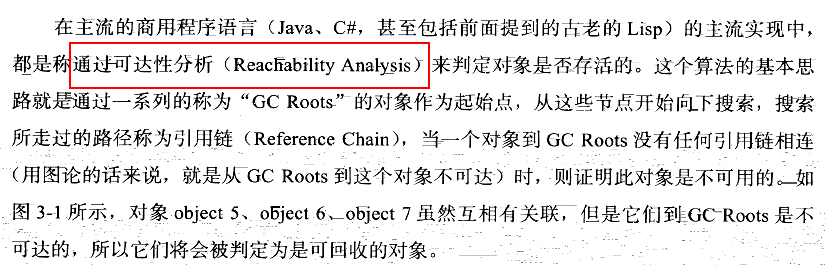 在主流的商用程序语言（Java、C#，甚至包括前面提到的古老的 Lisp）的主流实现中，
都是称通过可达性分析（Reachability Analysis）来判定对象是否存活的。这个算法的基本思
路就是通过一系列的称为“GC Roots”的对象作为起始点，从这些节点开始向下搜索，搜索
所走过的路径称为引用链（Reference Chain），当一个对象到 GC Roots 没有任何引用链相连
（用图论的话来说，就是从 GC Roots 到这个对象不可达）时，则证明此对象是不可用的。如
图 3-1 所示，对象 object 5、object 6、object 7 虽然互相有关联，但是它们到 GC Roots 是不
可达的，所以它们将会被判定为是可回收的对象。